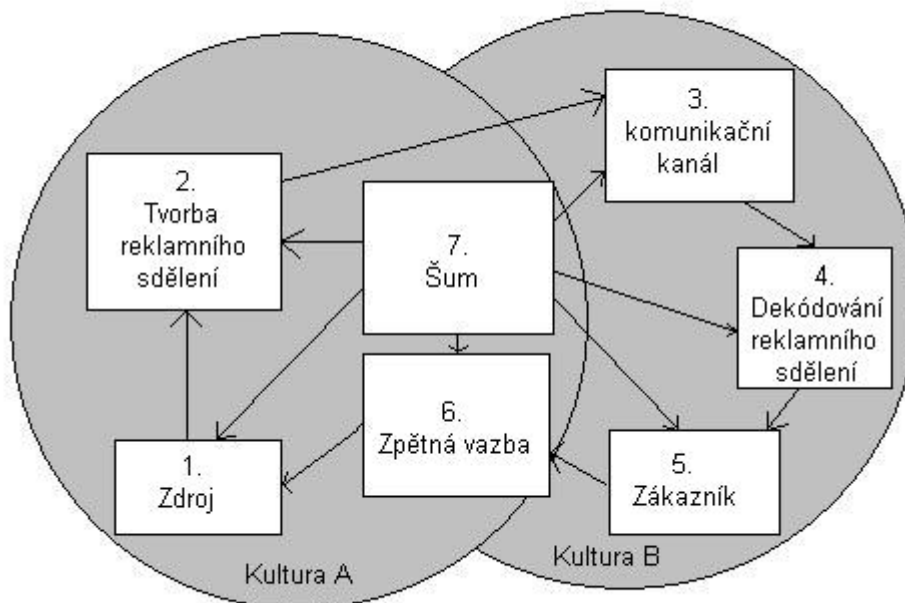 1.
Zdroj
2.
Tvorba
reklamního
sdělení
3.
komunikační
kanál
4.
Dekódování
reklamního
sdělení
5.
Zákazník
6.
Zpětná vazba
7.
Šum
Kultura A
Kultura B